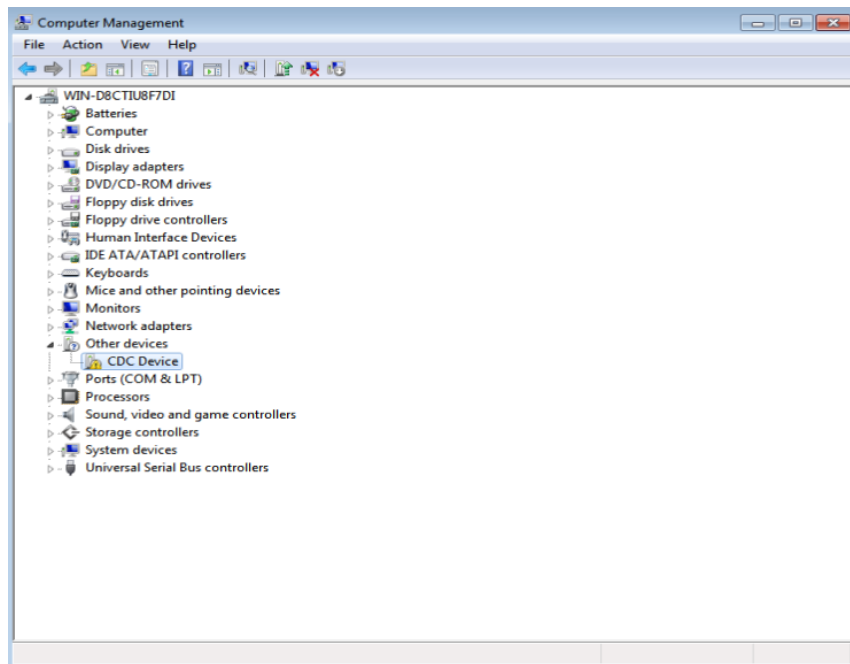 Computer Management
File Action View Help
WIN-D8CTIU8F7DI
Batteries
Computer
Disk drives
Display adapters
DVD/CD-ROM drives
Floppy disk drives
Floppy drive controllers
Human Interface Devices
IDE ATA/ATAPI controllers
Keyboards
Mice and other pointing devices
Monitors
Network adapters
Other devices
CDC Device
Ports (COM & LPT)
Processors
Sound, video and game controllers
Storage controllers
System devices
Universal Serial Bus controllers